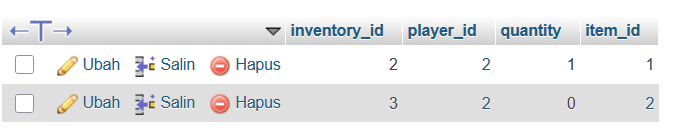 inventory_id player_id quantity item_id
Ubah Salin Hapus 2 2 1 1
Ubah Salin Hapus 3 2 0 2